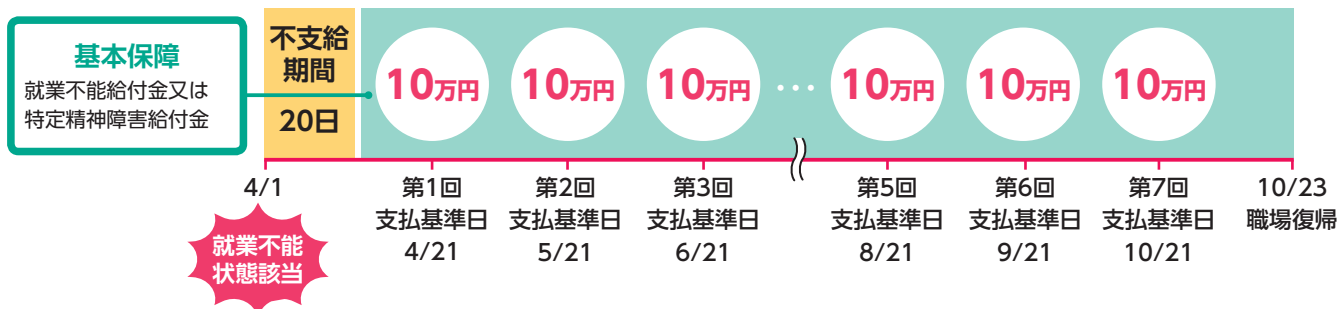 基本保障
就業不能給付金又は
特定精神障害給付金
不支給
期間
20日
10万円 10万円 10万円 … 10万円 10万円 10万円
4/1
就業不能
状態該当
第1回
支払基準日
4/21
第2回
支払基準日
5/21
第3回
支払基準日
6/21
第5回
支払基準日
8/21
第6回
支払基準日
9/21
第7回
支払基準日
10/21
10/23
職場復帰